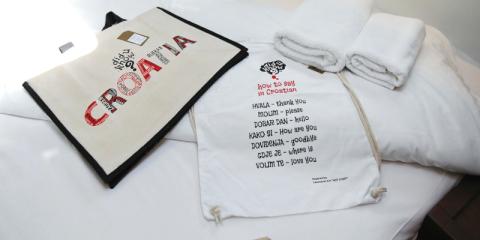 CROATIA
how to say
in Croatian
HVALA - thank you
MOLIM - please
DOBAR DAN - hello
KAKO SI - How are you
DOVIĐENJA - goodbye
GDJE JE - where is
VOLIM TE - love you